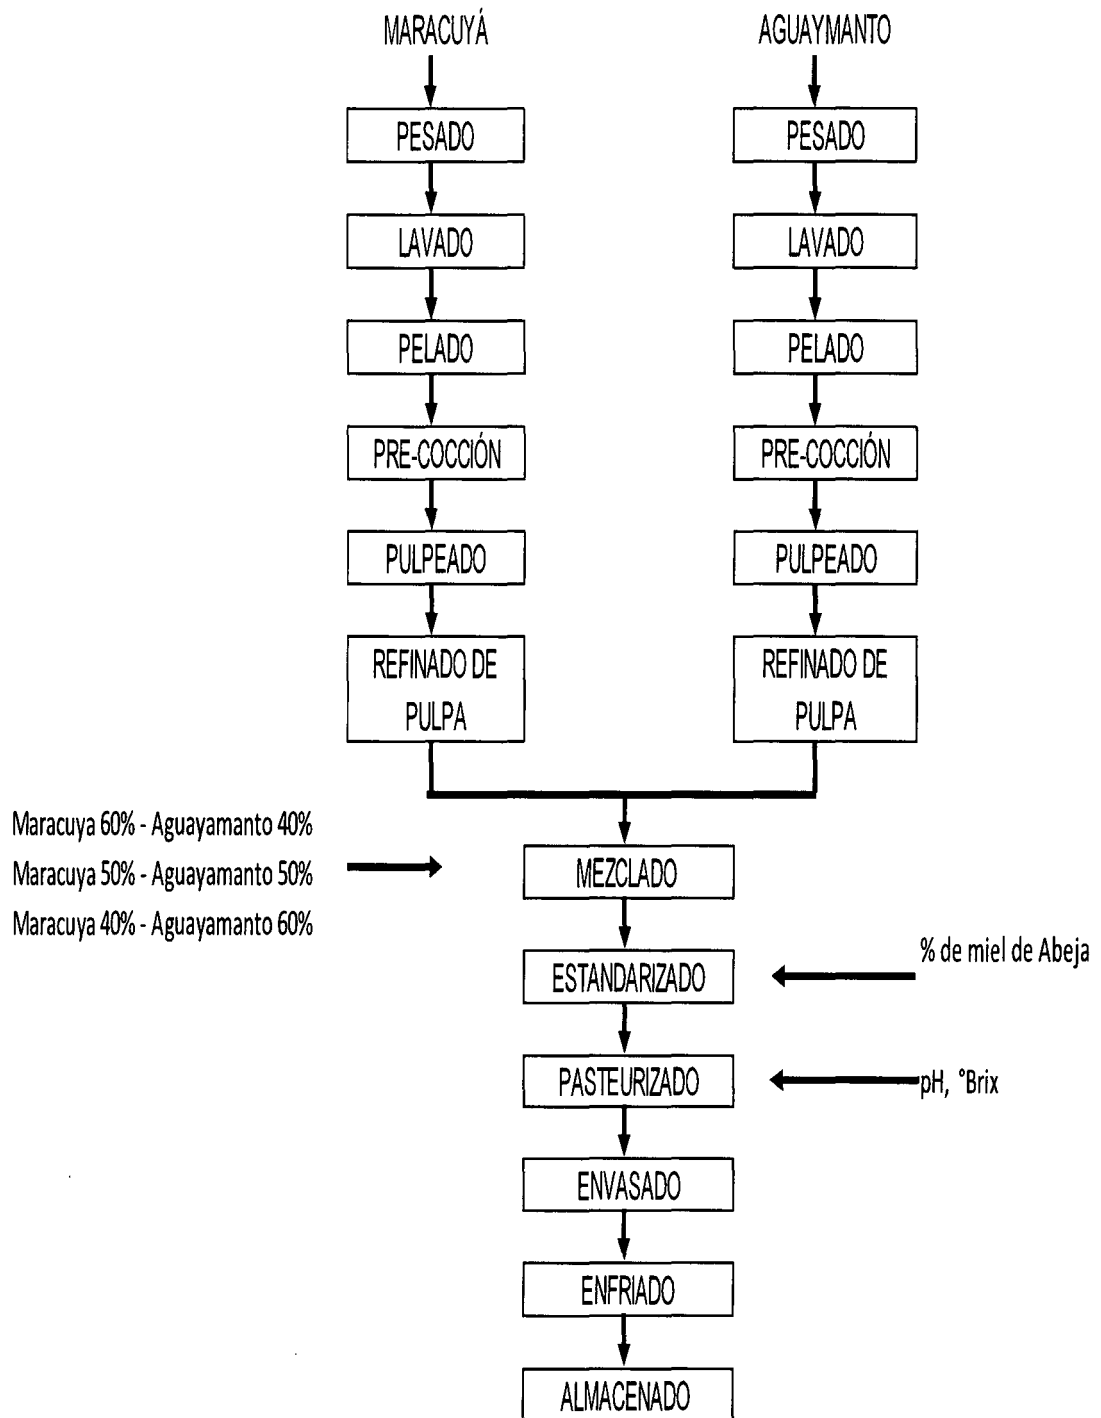 MARACUYÁ
AGUAYMANTO
PESADO
PESADO
LAVADO
LAVADO
PELADO
PELADO
PRE-COCCIÓN
PRE-COCCIÓN
PULPEADO
PULPEADO
REFINADO DE
PULPA
REFINADO DE
PULPA
Maracuya 60% - Aguayamanto 40%
Maracuya 50% - Aguayamanto 50%
Maracuya 40% - Aguayamanto 60%
MEZCLADO
% de miel de Abeja
ESTANDARIZADO
PASTEURIZADO
pH, °Brix
ENVASADO
ENFRIADO
ALMACENADO